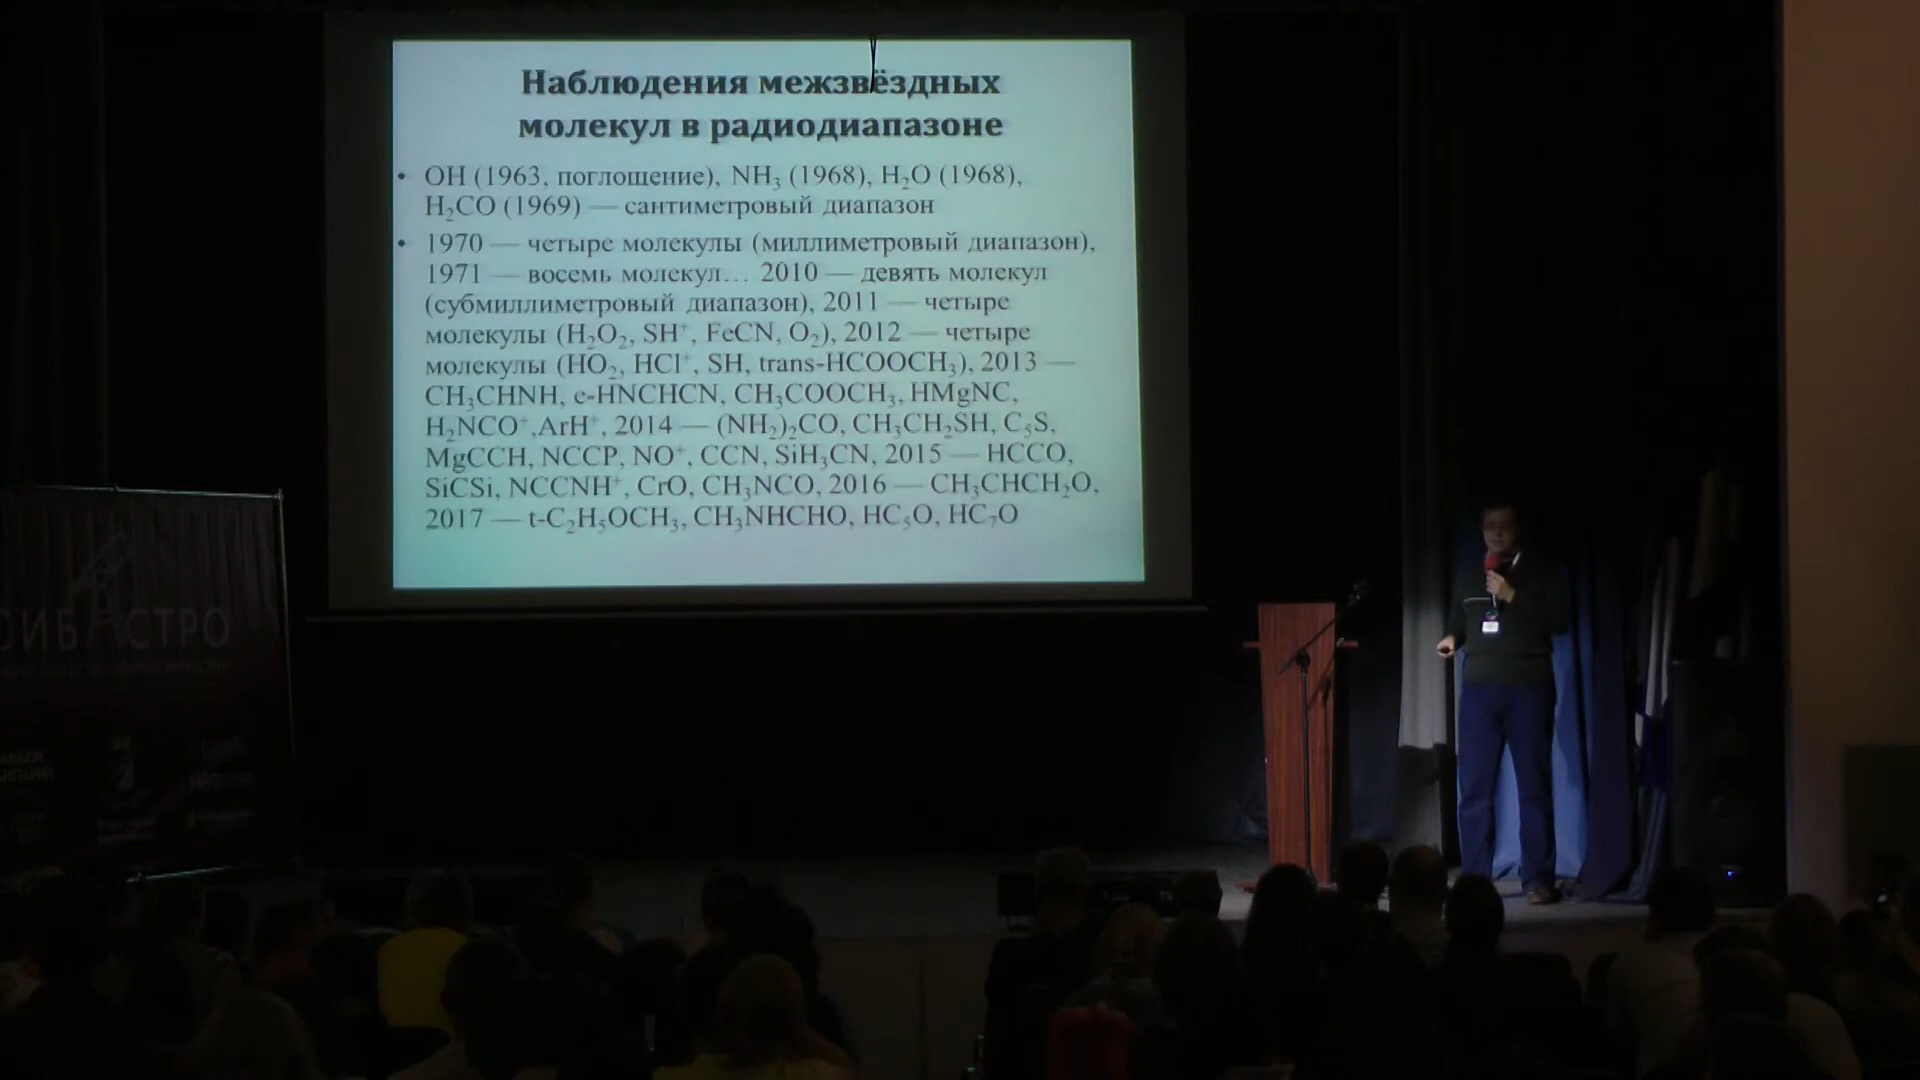 Наблюдения межзвёздных
молекул в радиодиапазоне
• OH (1963, поглощение), NH₃ (1968), H₂O (1968),
H₂CO (1969) — сантиметровый диапазон
• 1970 — четыре молекулы (миллиметровый диапазон),
1971 — восемь молекул… 2010 — девять молекул
(субмиллиметровый диапазон), 2011 — четыре
молекулы (H₂O₂, SH⁺, FeCN, O₂), 2012 — четыре
молекулы (HO₂, HCl⁺, SH, trans-HCOOCH₃), 2013 —
CH₃CHNH, e-HNCHCN, CH₃COOCH₃, HMgNC,
H₂NCO⁺,ArH⁺, 2014 — (NH₂)₂CO, CH₃CH₂SH, C₅S,
MgCCH, NCCP, NO⁺, CCN, SiH₃CN, 2015 — HCCO,
SiCSi, NCCNH⁺, CrO, CH₃NCO, 2016 — CH₃CHCH₂O,
2017 — t-C₂H₅OCH₃, CH₃NHCHO, HC₅O, HC₇O
СИБАСТРО